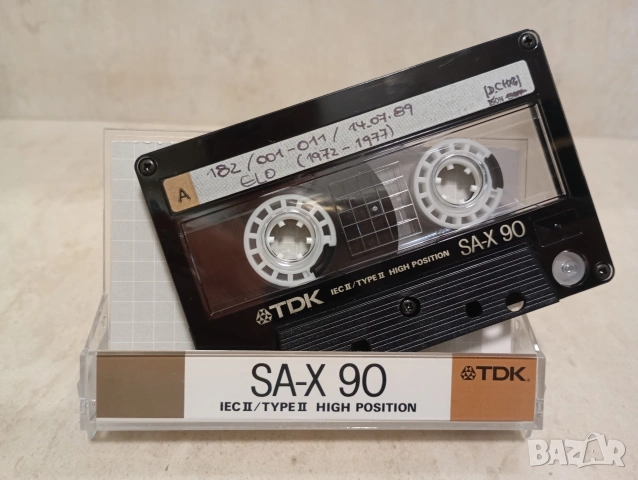 A
182/001-011/14.07.89
ELO (1972-1977)
SA-X 90
IEC II/TYPE II HIGH POSITION
TDK
SA-X 90
IEC II/TYPE II HIGH POSITION
TDK
BAZAR